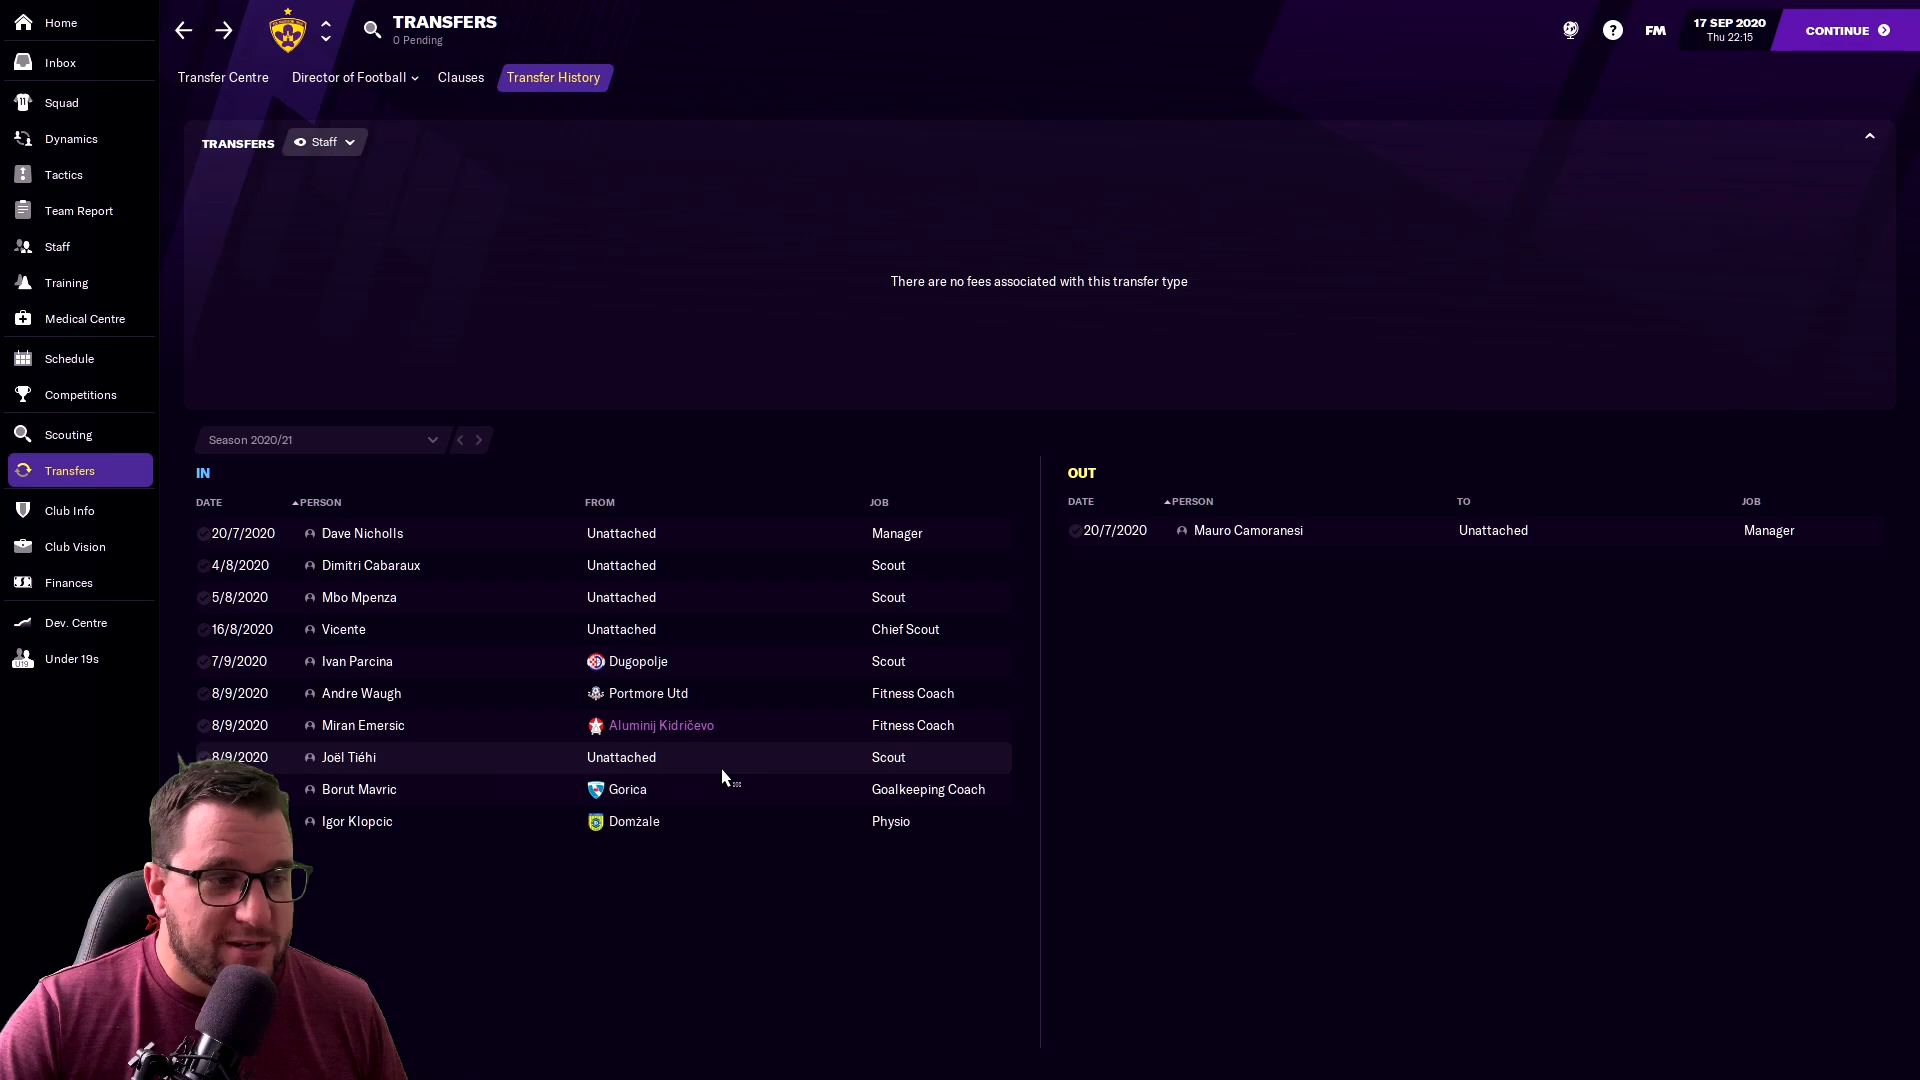 Home
Inbox
Squad
Dynamics
Tactics
Team Report
Staff
Training
Medical Centre
Schedule
Competitions
Scouting
Transfers
Club Info
Club Vision
Finances
Dev. Centre
Under 19s
TRANSFERS
0 Pending
FM
17 SEP 2020
Thu 22:15
CONTINUE
Transfer Centre Director of Football Clauses Transfer History
TRANSFERS Staff
There are no fees associated with this transfer type
Season 2020/21
IN
DATE PERSON FROM JOB
20/7/2020 Dave Nicholls Unattached Manager
4/8/2020 Dimitri Cabaraux Unattached Scout
5/8/2020 Mbo Mpenza Unattached Scout
16/8/2020 Vicente Unattached Chief Scout
7/9/2020 Ivan Parcina Dugopolje Scout
8/9/2020 Andre Waugh Portmore Utd Fitness Coach
8/9/2020 Miran Emersic Aluminij Kidričevo Fitness Coach
8/9/2020 Joël Tiéhi Unattached Scout
Borut Mavric Gorica Goalkeeping Coach
Igor Klopcic Domžale Physio
OUT
DATE PERSON TO JOB
20/7/2020 Mauro Camoranesi Unattached Manager